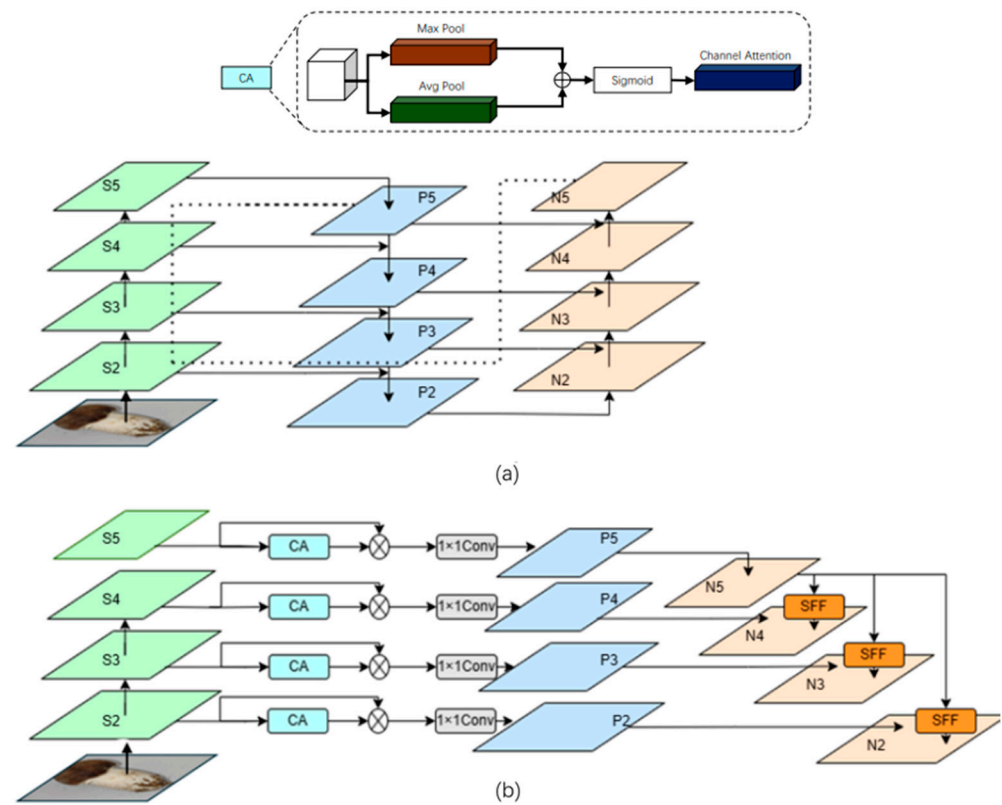 Max Pool
Channel Attention
CA
Sigmoid
Avg Pool
S5
P5
N5
S4
P4
N4
S3
P3
N3
S2
P2
N2
(a)
S5
CA
1×1Conv
P5
N5
S4
CA
1×1Conv
P4
SFF
N4
S3
CA
1×1Conv
P3
SFF
N3
S2
CA
1×1Conv
P2
SFF
N2
(b)